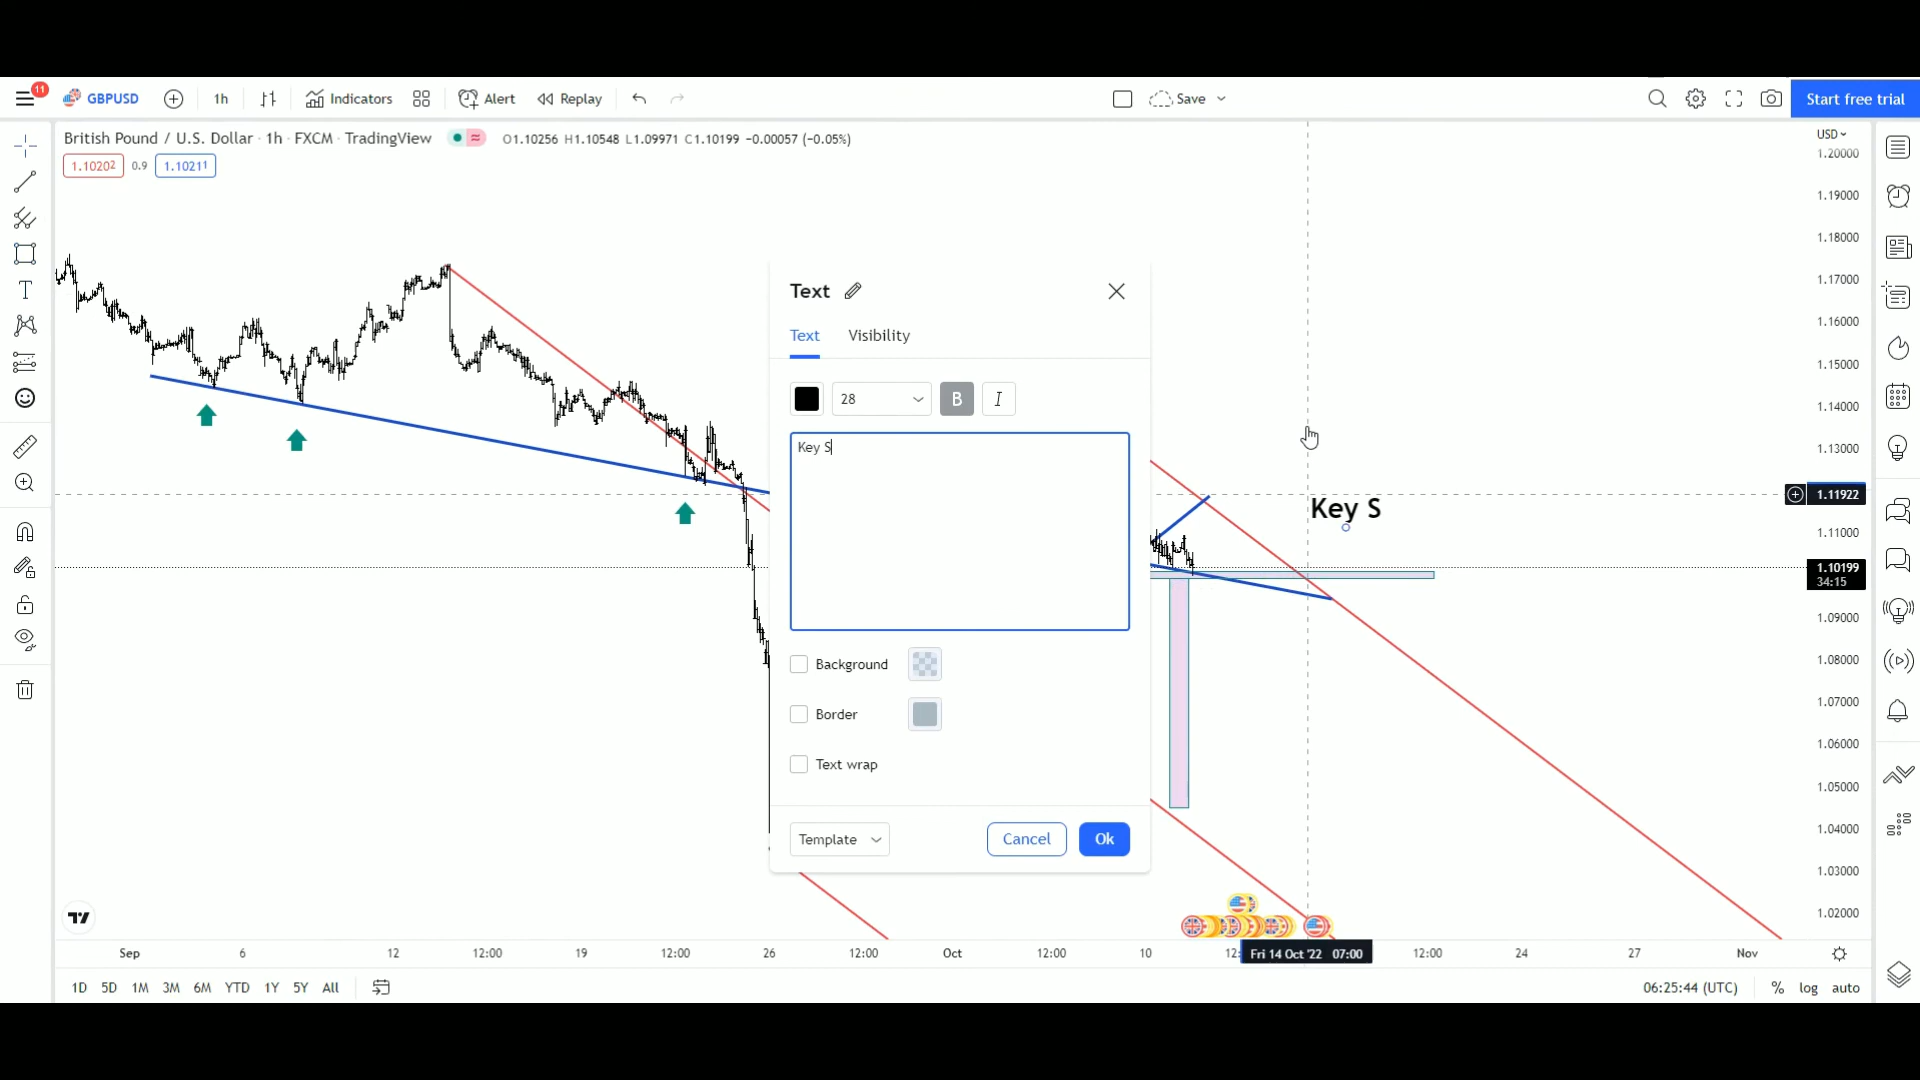 11
GBPUSD
1h
Indicators
Alert
Replay
Save
Start free trial
British Pound / U.S. Dollar · 1h · FXCM · TradingView
O1.10256 H1.10548 L1.09971 C1.10199 −0.00057 (−0.05%)
1.10202 0.9 1.10211
USD
1.20000
1.19000
1.18000
1.17000
1.16000
1.15000
1.14000
1.13000
1.11922
1.11000
1.10199
34:15
1.09000
1.08000
1.07000
1.06000
1.05000
1.04000
1.03000
1.02000
Text
Text Visibility
28 B I
Key S
Background
Border
Text wrap
Template
Cancel
Ok
Key S
Sep 6 12 12:00 19 12:00 26 12:00 Oct 12:00 10 12: Fri 14 Oct '22 07:00 12:00 24 27 Nov
1D 5D 1M 3M 6M YTD 1Y 5Y All
06:25:44 (UTC) % log auto